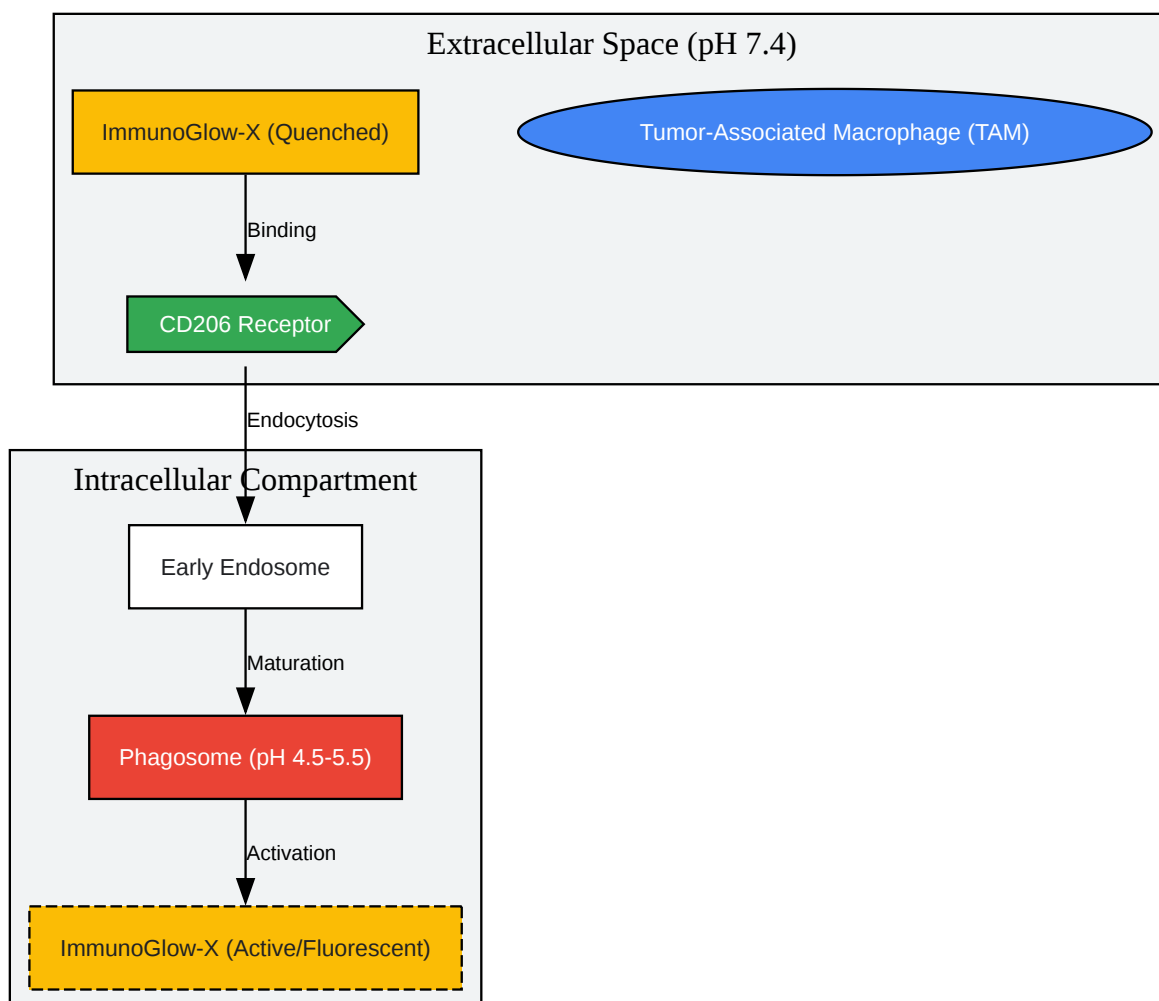 Extracellular Space (pH 7.4)
ImmunoGlow-X (Quenched)
Tumor-Associated Macrophage (TAM)
Binding
CD206 Receptor
Endocytosis
Intracellular Compartment
Early Endosome
Maturation
Phagosome (pH 4.5-5.5)
Activation
ImmunoGlow-X (Active/Fluorescent)